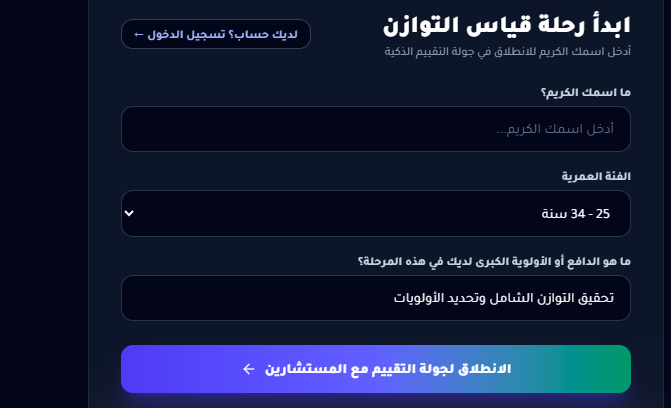 ابدأ رحلة قياس التوازن
لديك حساب؟ تسجيل الدخول ←
أدخل اسمك الكريم للانطلاق في جولة التقييم الذكية
ما اسمك الكريم؟
أدخل اسمك الكريم...
الفئة العمرية
25 - 34 سنة
ما هو الدافع أو الأولوية الكبرى لديك في هذه المرحلة؟
تحقيق التوازن الشامل وتحديد الأولويات
الانطلاق لجولة التقييم مع المستشارين ←